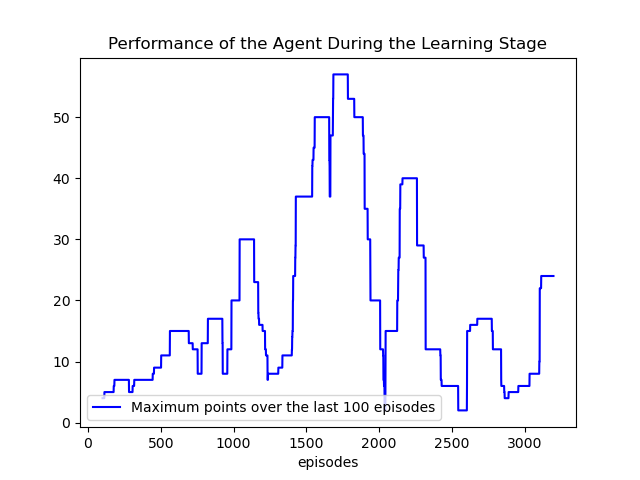 Performance of the Agent During the Learning Stage
50
40
30
20
10
0
Maximum points over the last 100 episodes
0 500 1000 1500 2000 2500 3000
episodes